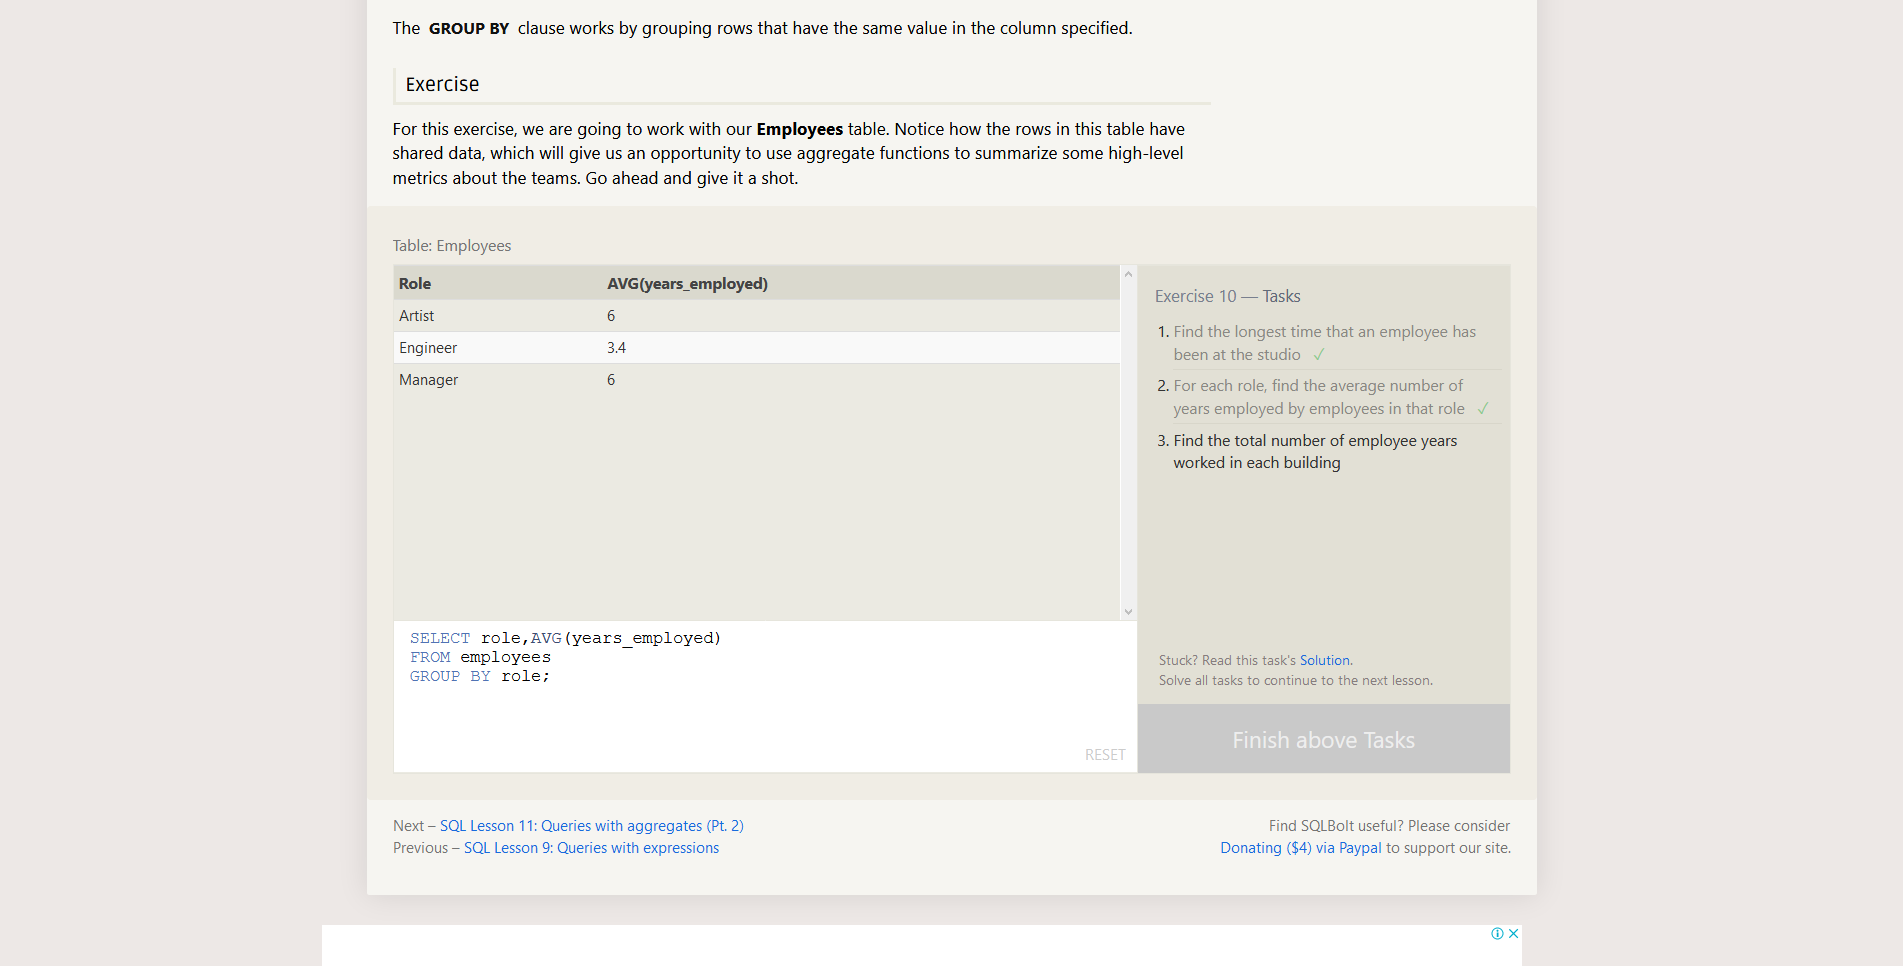 The GROUP BY clause works by grouping rows that have the same value in the column specified.
Exercise
For this exercise, we are going to work with our Employees table. Notice how the rows in this table have
shared data, which will give us an opportunity to use aggregate functions to summarize some high-level
metrics about the teams. Go ahead and give it a shot.
Table: Employees
Role AVG(years_employed)
Artist 6
Engineer 3.4
Manager 6
SELECT role,AVG(years_employed)
FROM employees
GROUP BY role;
RESET
Exercise 10 — Tasks
1. Find the longest time that an employee has
been at the studio ✓
2. For each role, find the average number of
years employed by employees in that role ✓
3. Find the total number of employee years
worked in each building
Stuck? Read this task's Solution.
Solve all tasks to continue to the next lesson.
Finish above Tasks
Next – SQL Lesson 11: Queries with aggregates (Pt. 2)
Previous – SQL Lesson 9: Queries with expressions
Find SQLBolt useful? Please consider
Donating ($4) via Paypal to support our site.